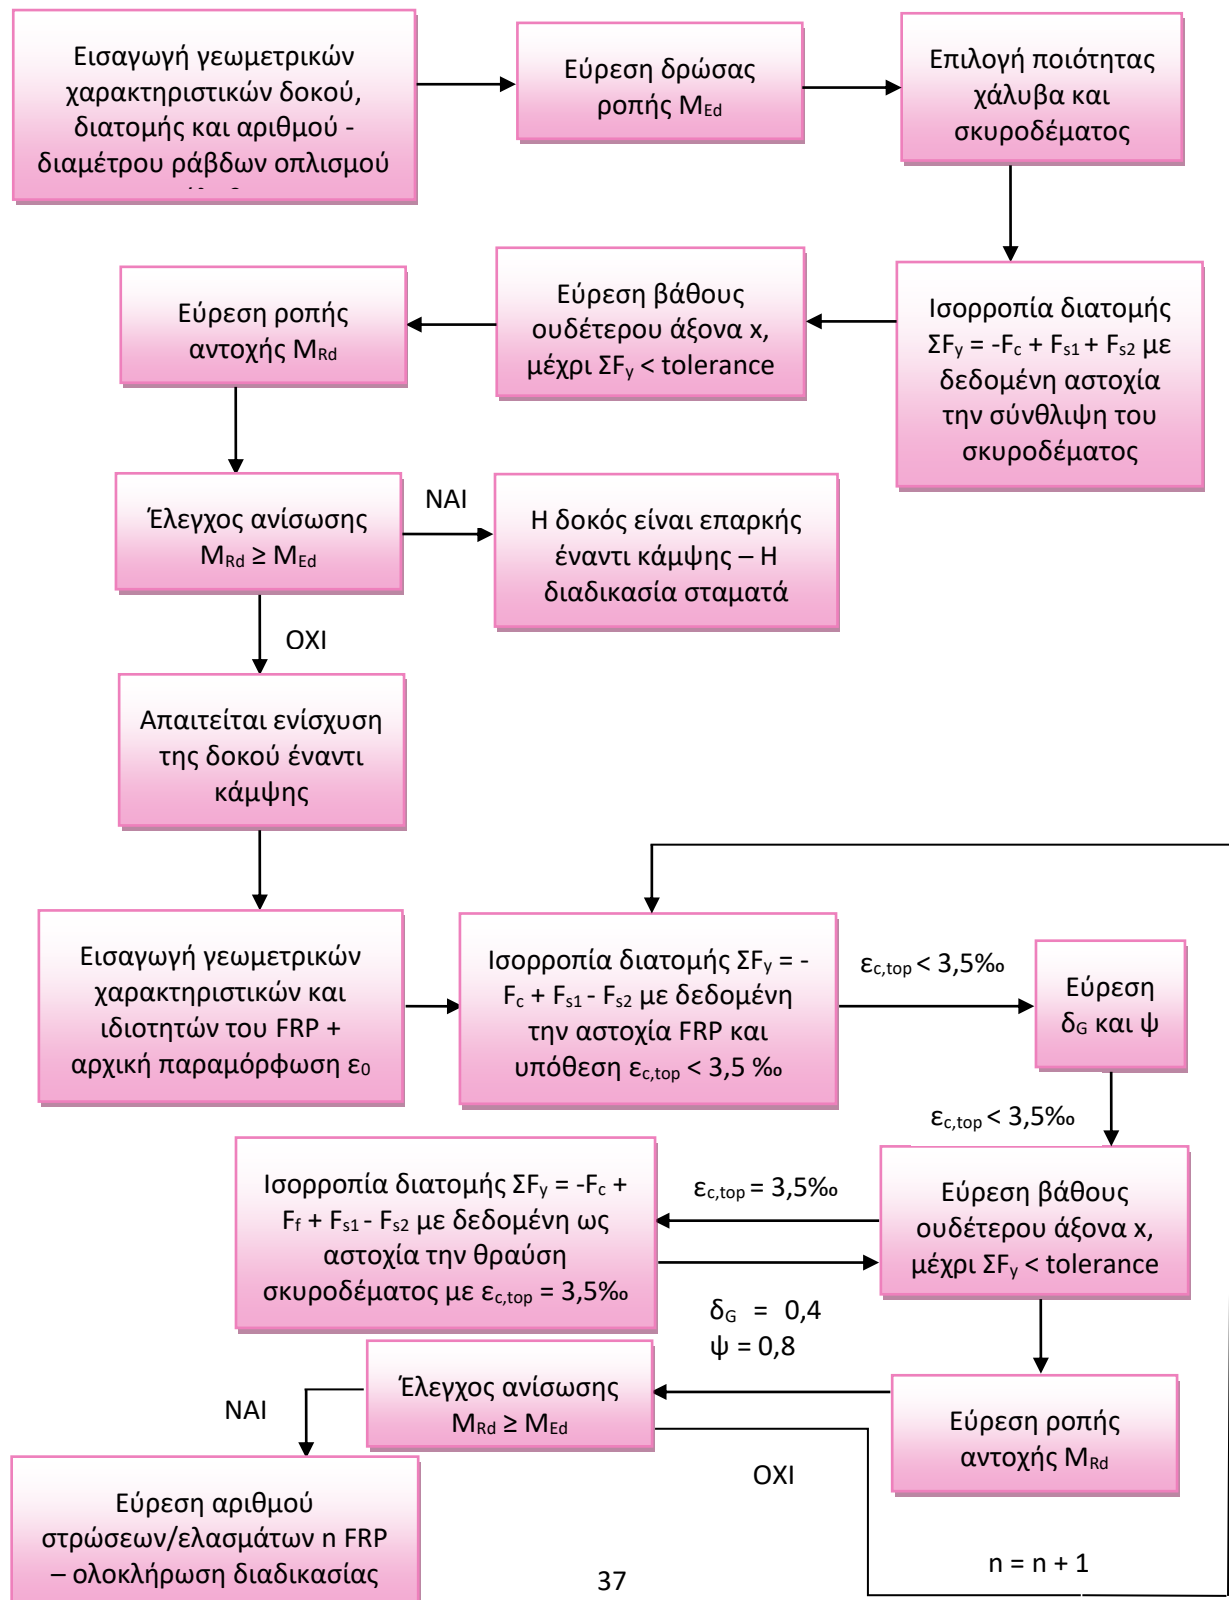 Εισαγωγή γεωμετρικών
χαρακτηριστικών δοκού,
διατομής και αριθμού -
διαμέτρου ράβδων οπλισμού
Εύρεση δρώσας
ροπής MEd
Επιλογή ποιότητας
χάλυβα και
σκυροδέματος
Ισορροπία διατομής
ΣFy = -Fc + Fs1 + Fs2 με
δεδομένη αστοχία
την σύνθλιψη του
σκυροδέματος
Εύρεση βάθους
ουδέτερου άξονα x,
μέχρι ΣFy < tolerance
Εύρεση ροπής
αντοχής MRd
Έλεγχος ανίσωσης
MRd ≥ MEd
ΝΑΙ
Η δοκός είναι επαρκής
έναντι κάμψης – Η
διαδικασία σταματά
ΟΧΙ
Απαιτείται ενίσχυση
της δοκού έναντι
κάμψης
Εισαγωγή γεωμετρικών
χαρακτηριστικών και
ιδιοτητών του FRP +
αρχική παραμόρφωση ε0
Ισορροπία διατομής ΣFy = -
Fc + Fs1 - Fs2 με δεδομένη
την αστοχία FRP και
υπόθεση εc,top < 3,5 ‰
εc,top < 3,5‰
Εύρεση
δG και ψ
εc,top < 3,5‰
Εύρεση βάθους
ουδέτερου άξονα x,
μέχρι ΣFy < tolerance
εc,top = 3,5‰
Ισορροπία διατομής ΣFy = -Fc +
Ff + Fs1 - Fs2 με δεδομένη ως
αστοχία την θραύση
σκυροδέματος με εc,top = 3,5‰
δG = 0,4
ψ = 0,8
Εύρεση ροπής
αντοχής MRd
Έλεγχος ανίσωσης
MRd ≥ MEd
ΝΑΙ
ΟΧΙ
n = n + 1
Εύρεση αριθμού
στρώσεων/ελασμάτων n FRP
– ολοκλήρωση διαδικασίας
37